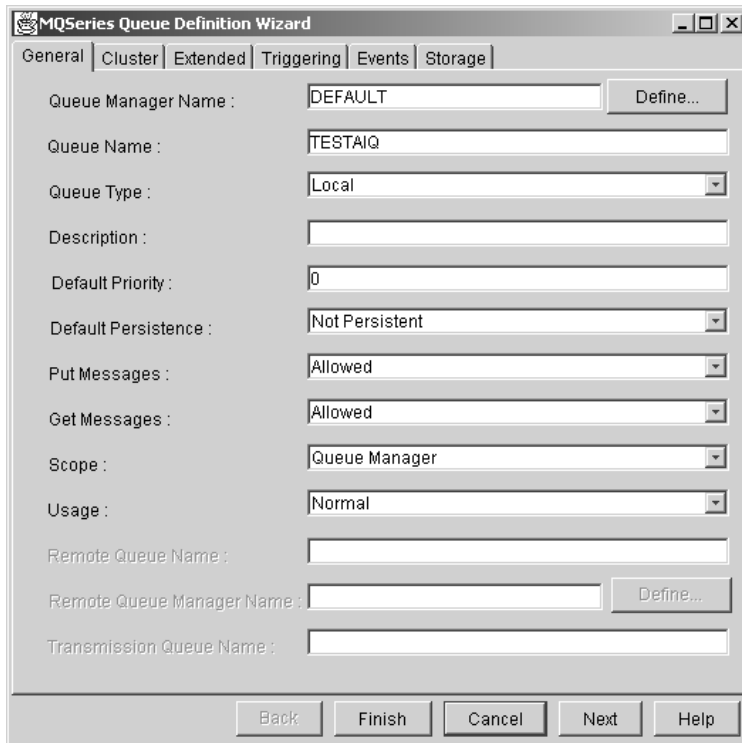 MQSeries Queue Definition Wizard
General Cluster Extended Triggering Events Storage
Queue Manager Name : DEFAULT Define...
Queue Name : TESTAIQ
Queue Type : Local
Description :
Default Priority : 0
Default Persistence : Not Persistent
Put Messages : Allowed
Get Messages : Allowed
Scope : Queue Manager
Usage : Normal
Remote Queue Name :
Remote Queue Manager Name : Define...
Transmission Queue Name :
Back Finish Cancel Next Help